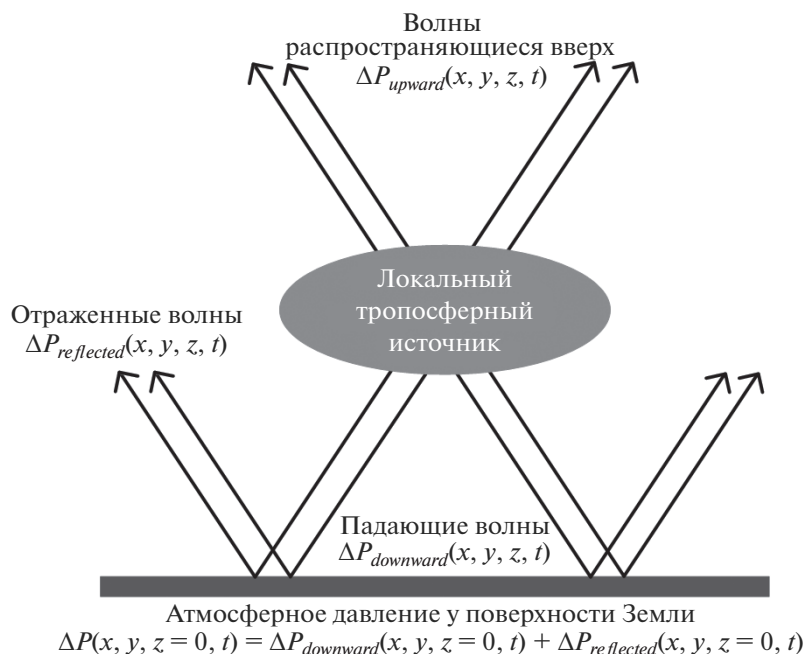 Волны
распространяющиеся вверх
ΔP_upward(x, y, z, t)
Локальный
тропосферный
источник
Отраженные волны
ΔP_reflected(x, y, z, t)
Падающие волны
ΔP_downward(x, y, z, t)
Атмосферное давление у поверхности Земли
ΔP(x, y, z = 0, t) = ΔP_downward(x, y, z = 0, t) + ΔP_reflected(x, y, z = 0, t)